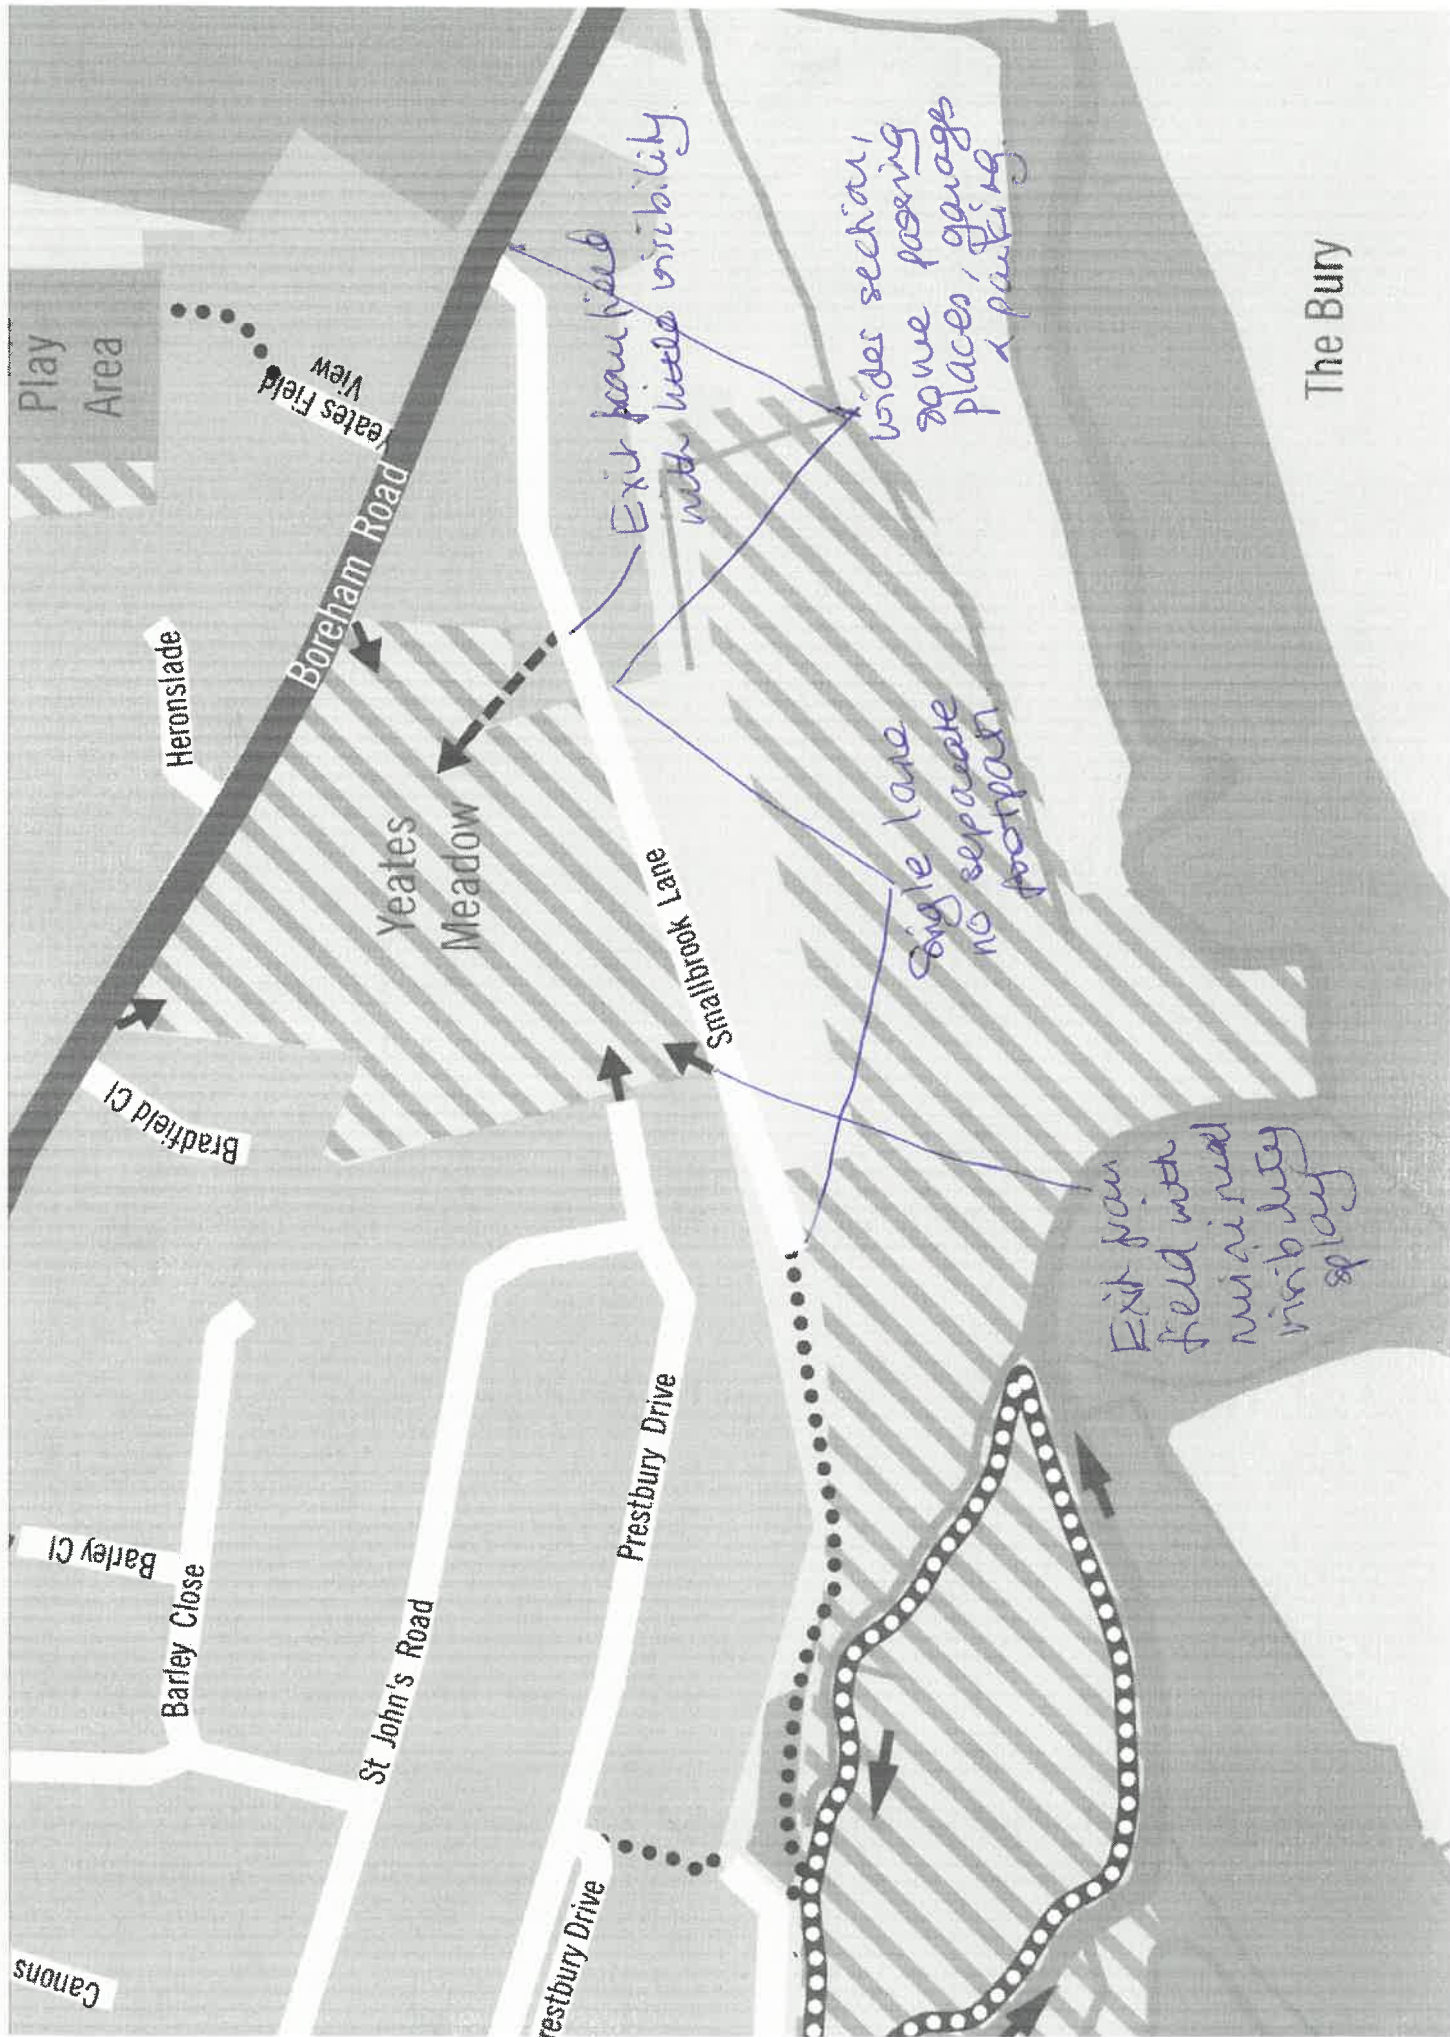 Play
Area
Yeates Field
View
Boreham Road
Heronslade
Bradfield Cl
Yeates
Meadow
Smallbrook Lane
Barley Cl
Barley Close
St John's Road
Prestbury Drive
restbury Drive
Canons
The Bury
Exit from field
with little visibility.
wider section,
some passing
places, garages
& parking
Single lane
no separate
footpath
Exit from
field with
minimal
visibility
splay